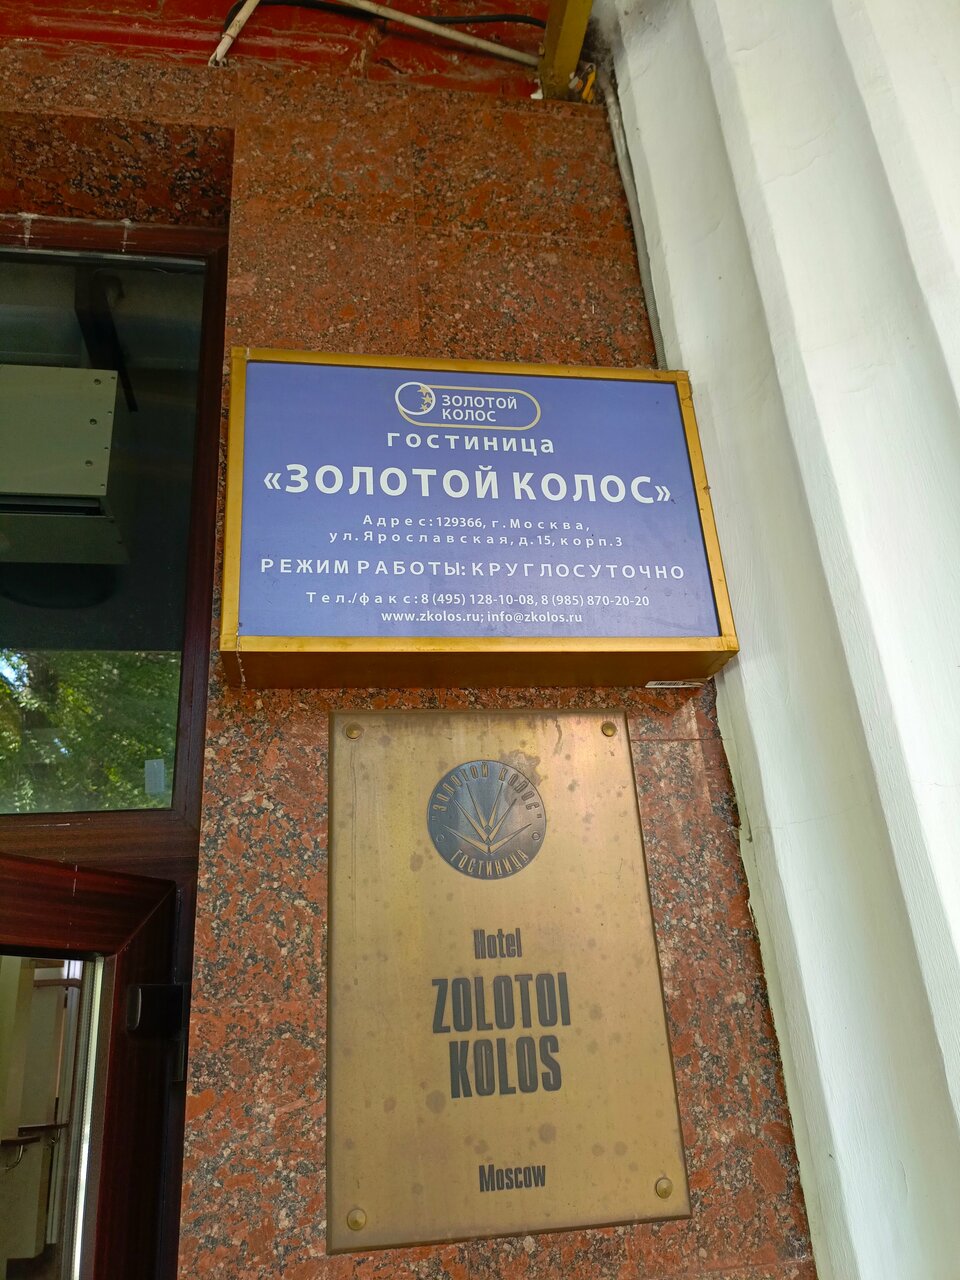 ЗОЛОТОЙ
КОЛОС
гостиница
«ЗОЛОТОЙ КОЛОС»
Адрес: 129366, г. Москва,
ул. Ярославская, д. 15, корп. 3
РЕЖИМ РАБОТЫ: КРУГЛОСУТОЧНО
Тел./факс: 8 (495) 128-10-08, 8 (985) 870-20-20
www.zkolos.ru; info@zkolos.ru
"ЗОЛОТОЙ КОЛОС"
ГОСТИНИЦА
Hotel
ZOLOTOI
KOLOS
Moscow